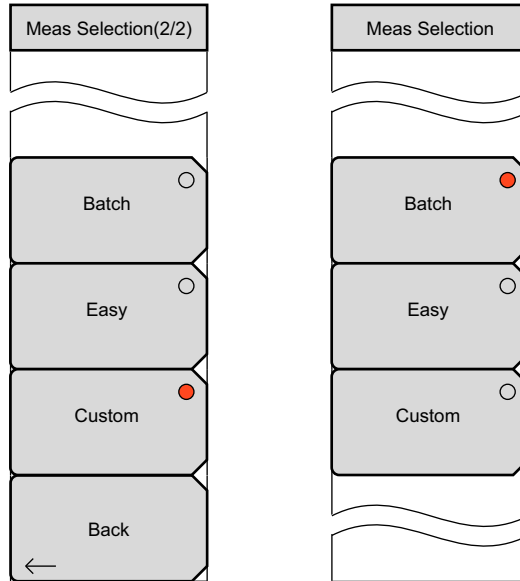 Meas Selection(2/2)
Batch
Easy
Custom
Back
Meas Selection
Batch
Easy
Custom